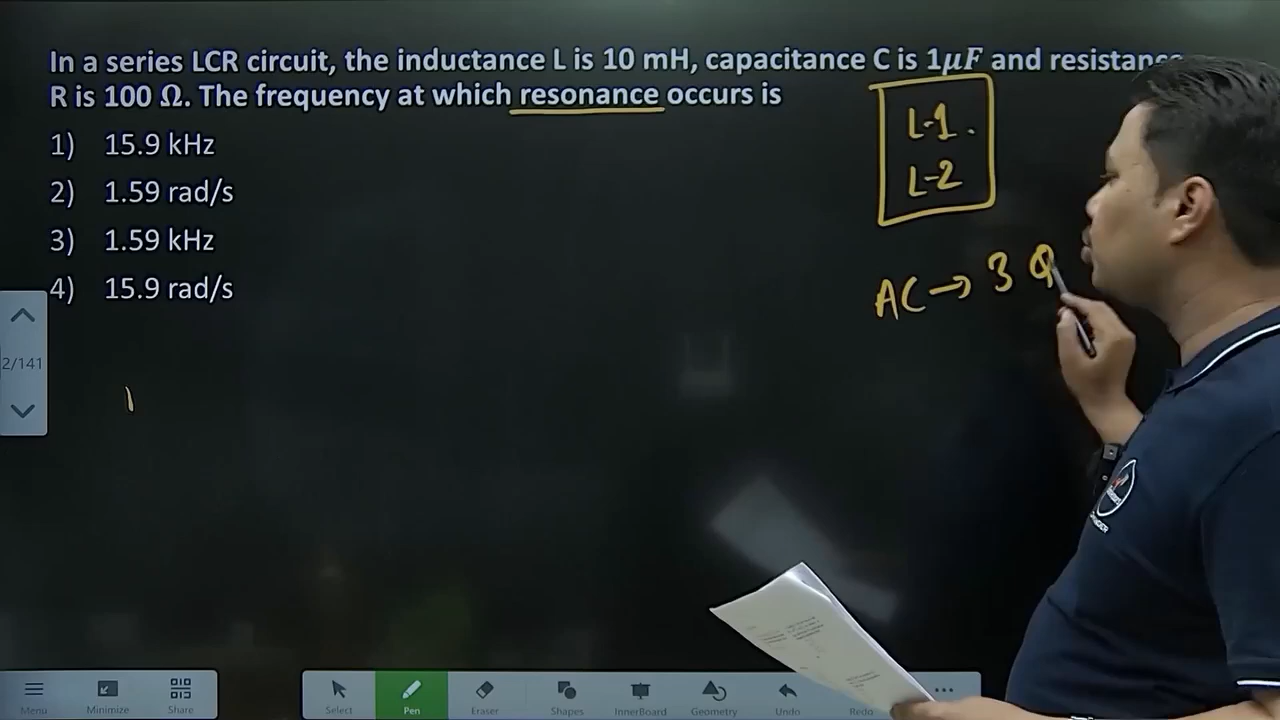 In a series LCR circuit, the inductance L is 10 mH, capacitance C is 1μF and resistance
R is 100 Ω. The frequency at which resonance occurs is
1) 15.9 kHz
2) 1.59 rad/s
3) 1.59 kHz
4) 15.9 rad/s
L-1.
L-2
AC → 3 Q
2/141
Menu
Minimize
Share
Select
Pen
Eraser
Shapes
InnerBoard
Geometry
Undo
Redo